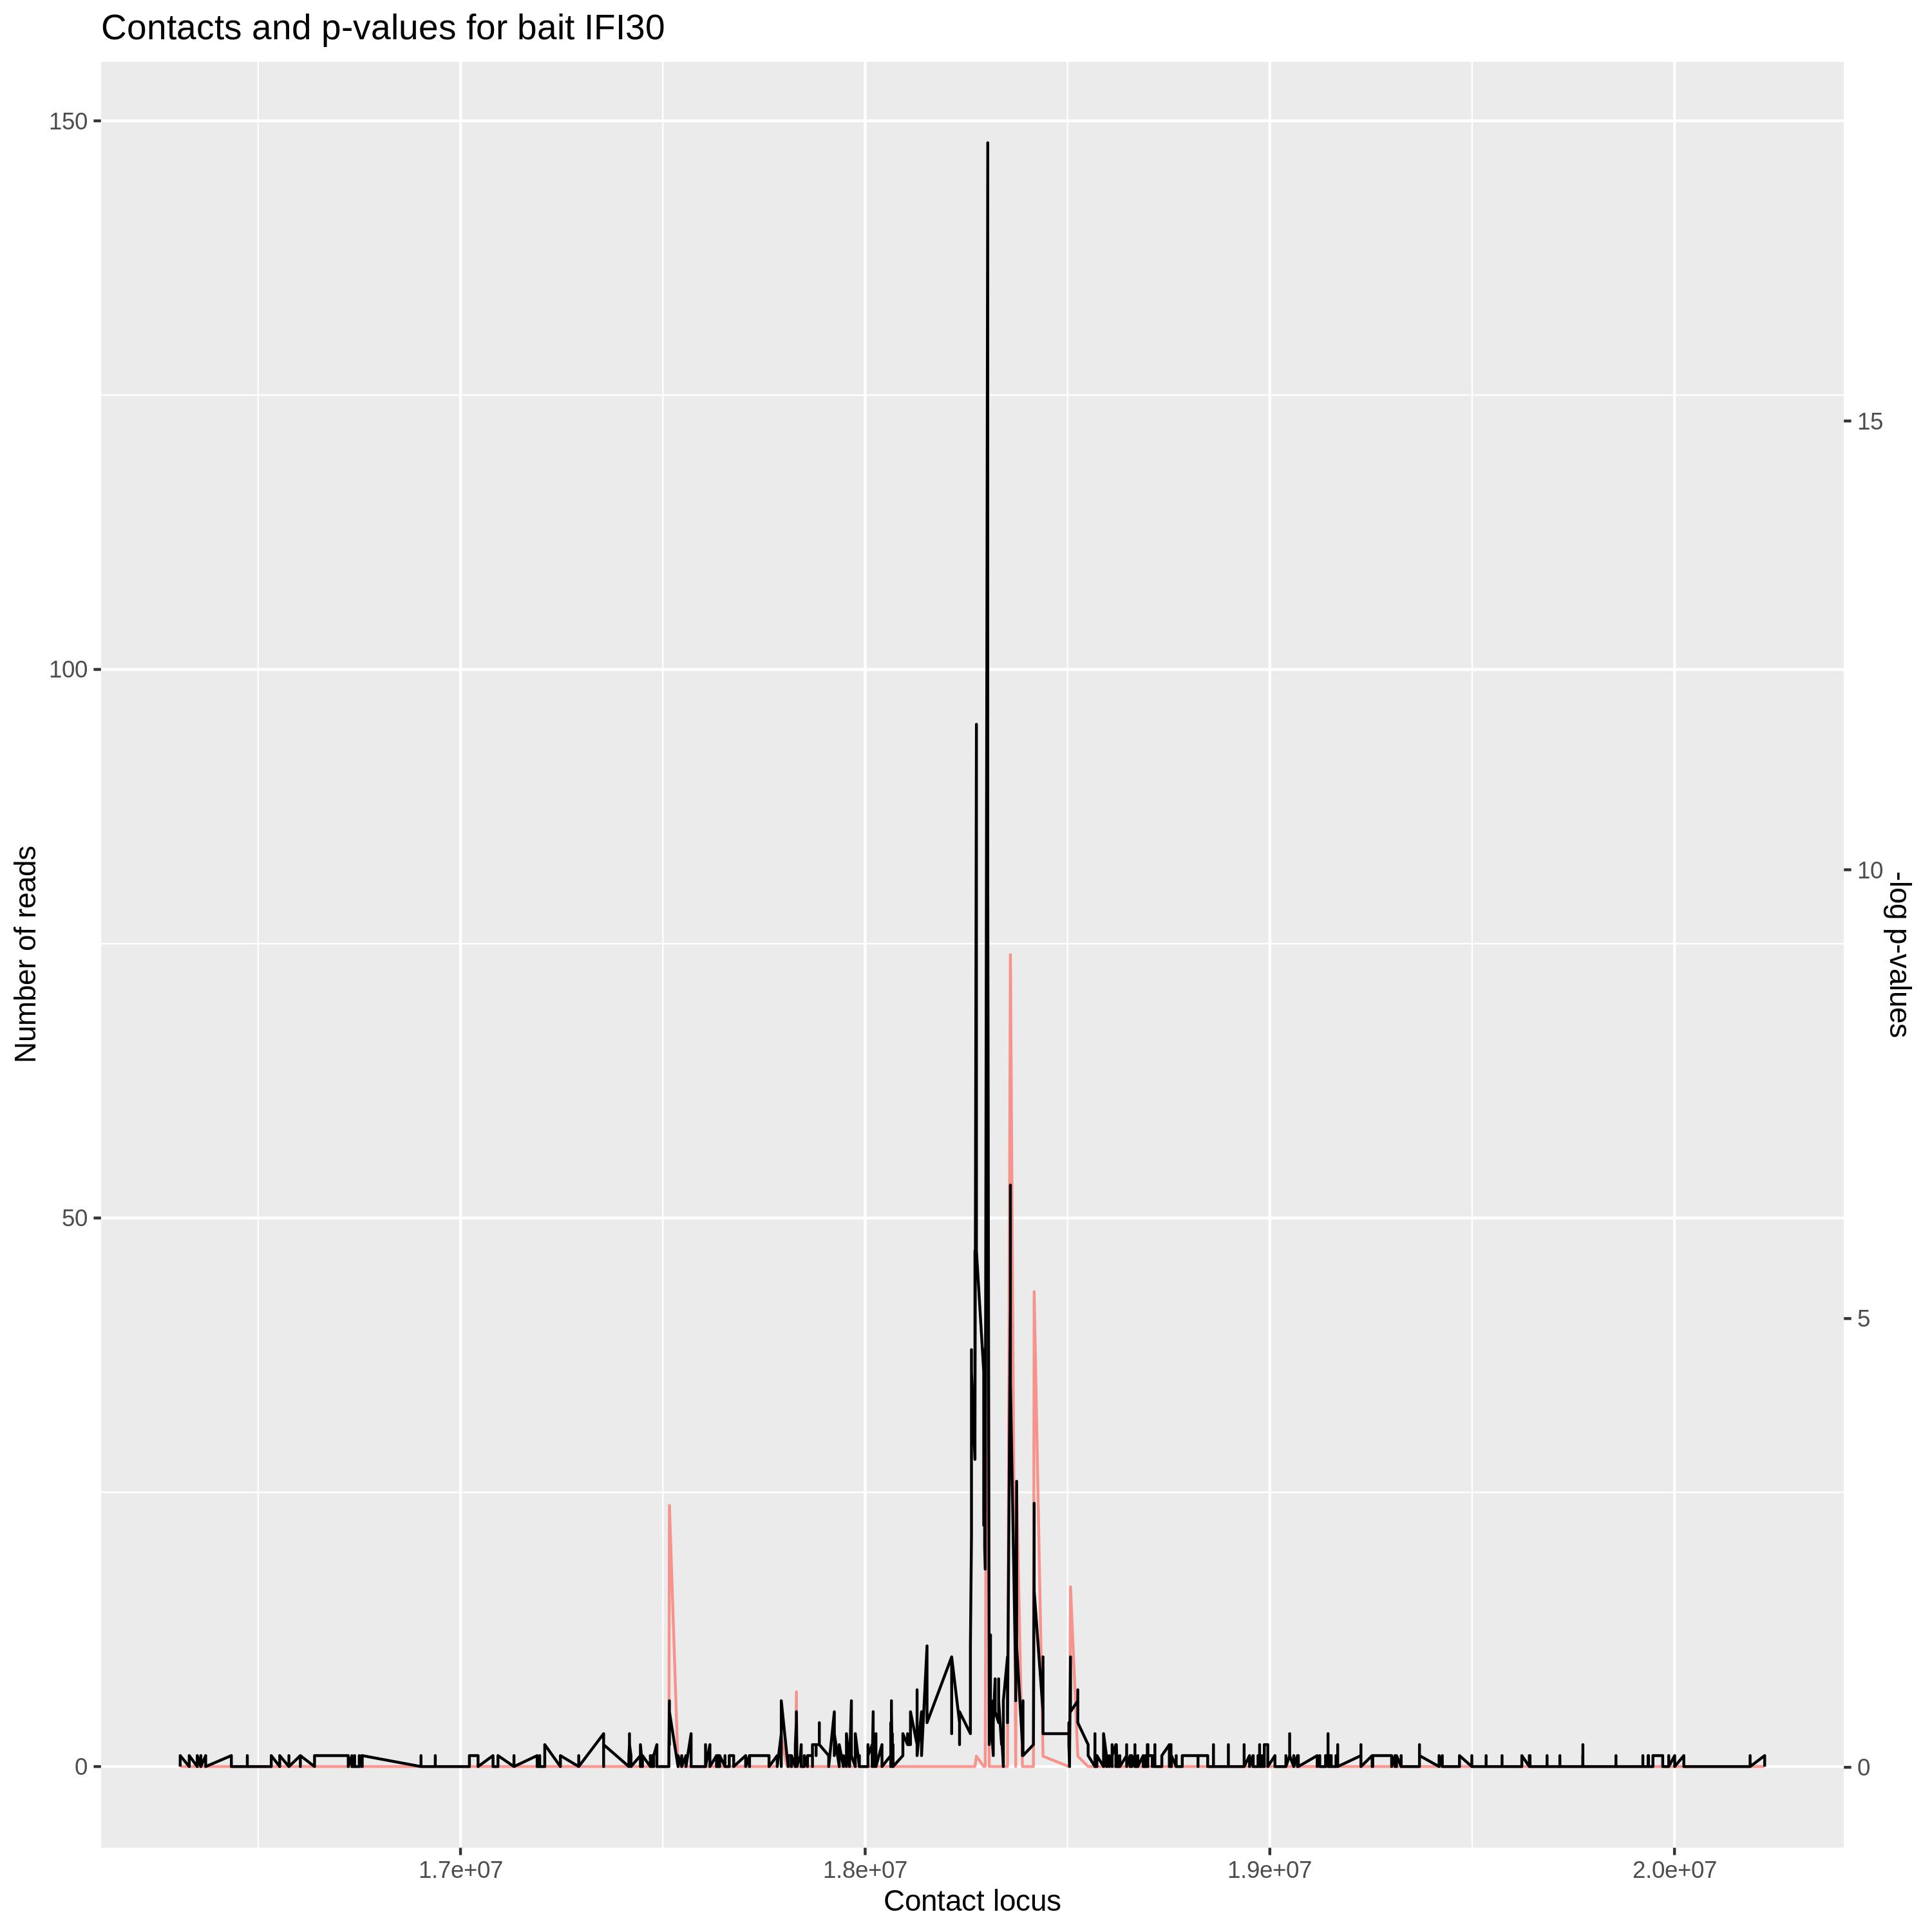 Contacts and p-values for bait IFI30
150
100
50
0
Number of reads
15
10
5
0
-log p-values
1.7e+07
1.8e+07
1.9e+07
2.0e+07
Contact locus